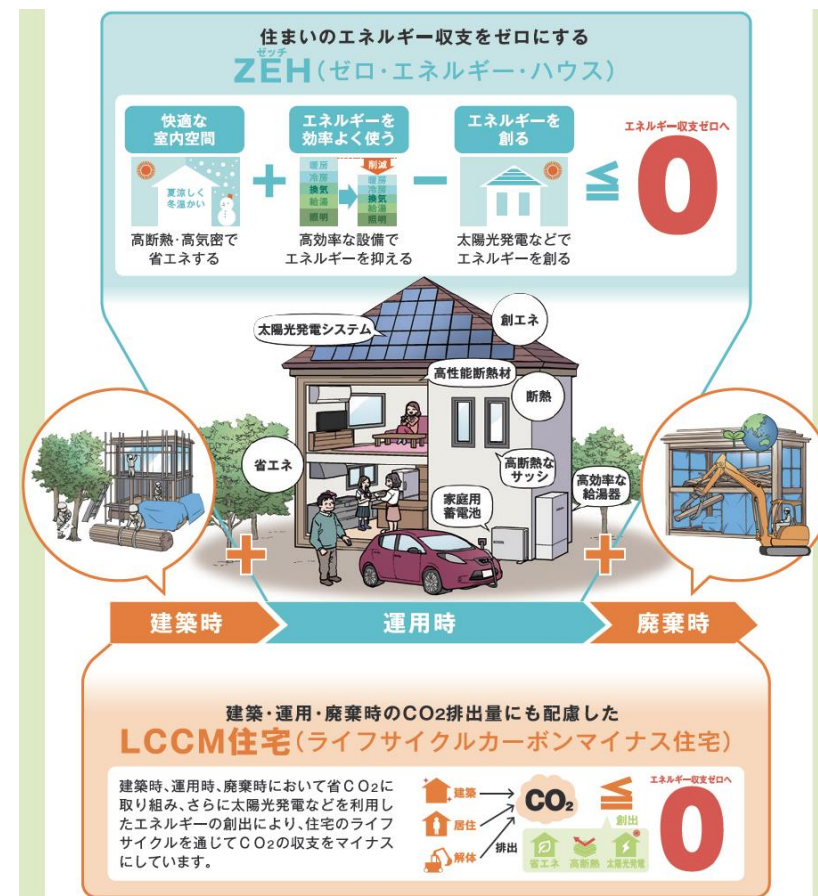 住まいのエネルギー収支をゼロにする
ゼッチ
ZEH(ゼロ・エネルギー・ハウス)
快適な
室内空間
夏涼しく
冬温かい
高断熱・高気密で
省エネする
+
エネルギーを
効率よく使う
暖房
冷房
換気
給湯
照明
削減
暖房
冷房
換気
給湯
照明
高効率な設備で
エネルギーを抑える
−
エネルギーを
創る
太陽光発電などで
エネルギーを創る
≦
エネルギー収支ゼロへ
0
太陽光発電システム
創エネ
高性能断熱材
断熱
省エネ
高断熱な
サッシ
家庭用
蓄電池
高効率な
給湯器
+
+
建築時
運用時
廃棄時
建築・運用・廃棄時のCO2排出量にも配慮した
LCCM住宅(ライフサイクルカーボンマイナス住宅)
建築時、運用時、廃棄時において省CO2に
取り組み、さらに太陽光発電などを利用し
たエネルギーの創出により、住宅のライフ
サイクルを通じてCO2の収支をマイナス
にしています。
建築
居住
解体
排出
CO2
≦
創出
省エネ
高断熱
太陽光発電
エネルギー収支ゼロへ
0